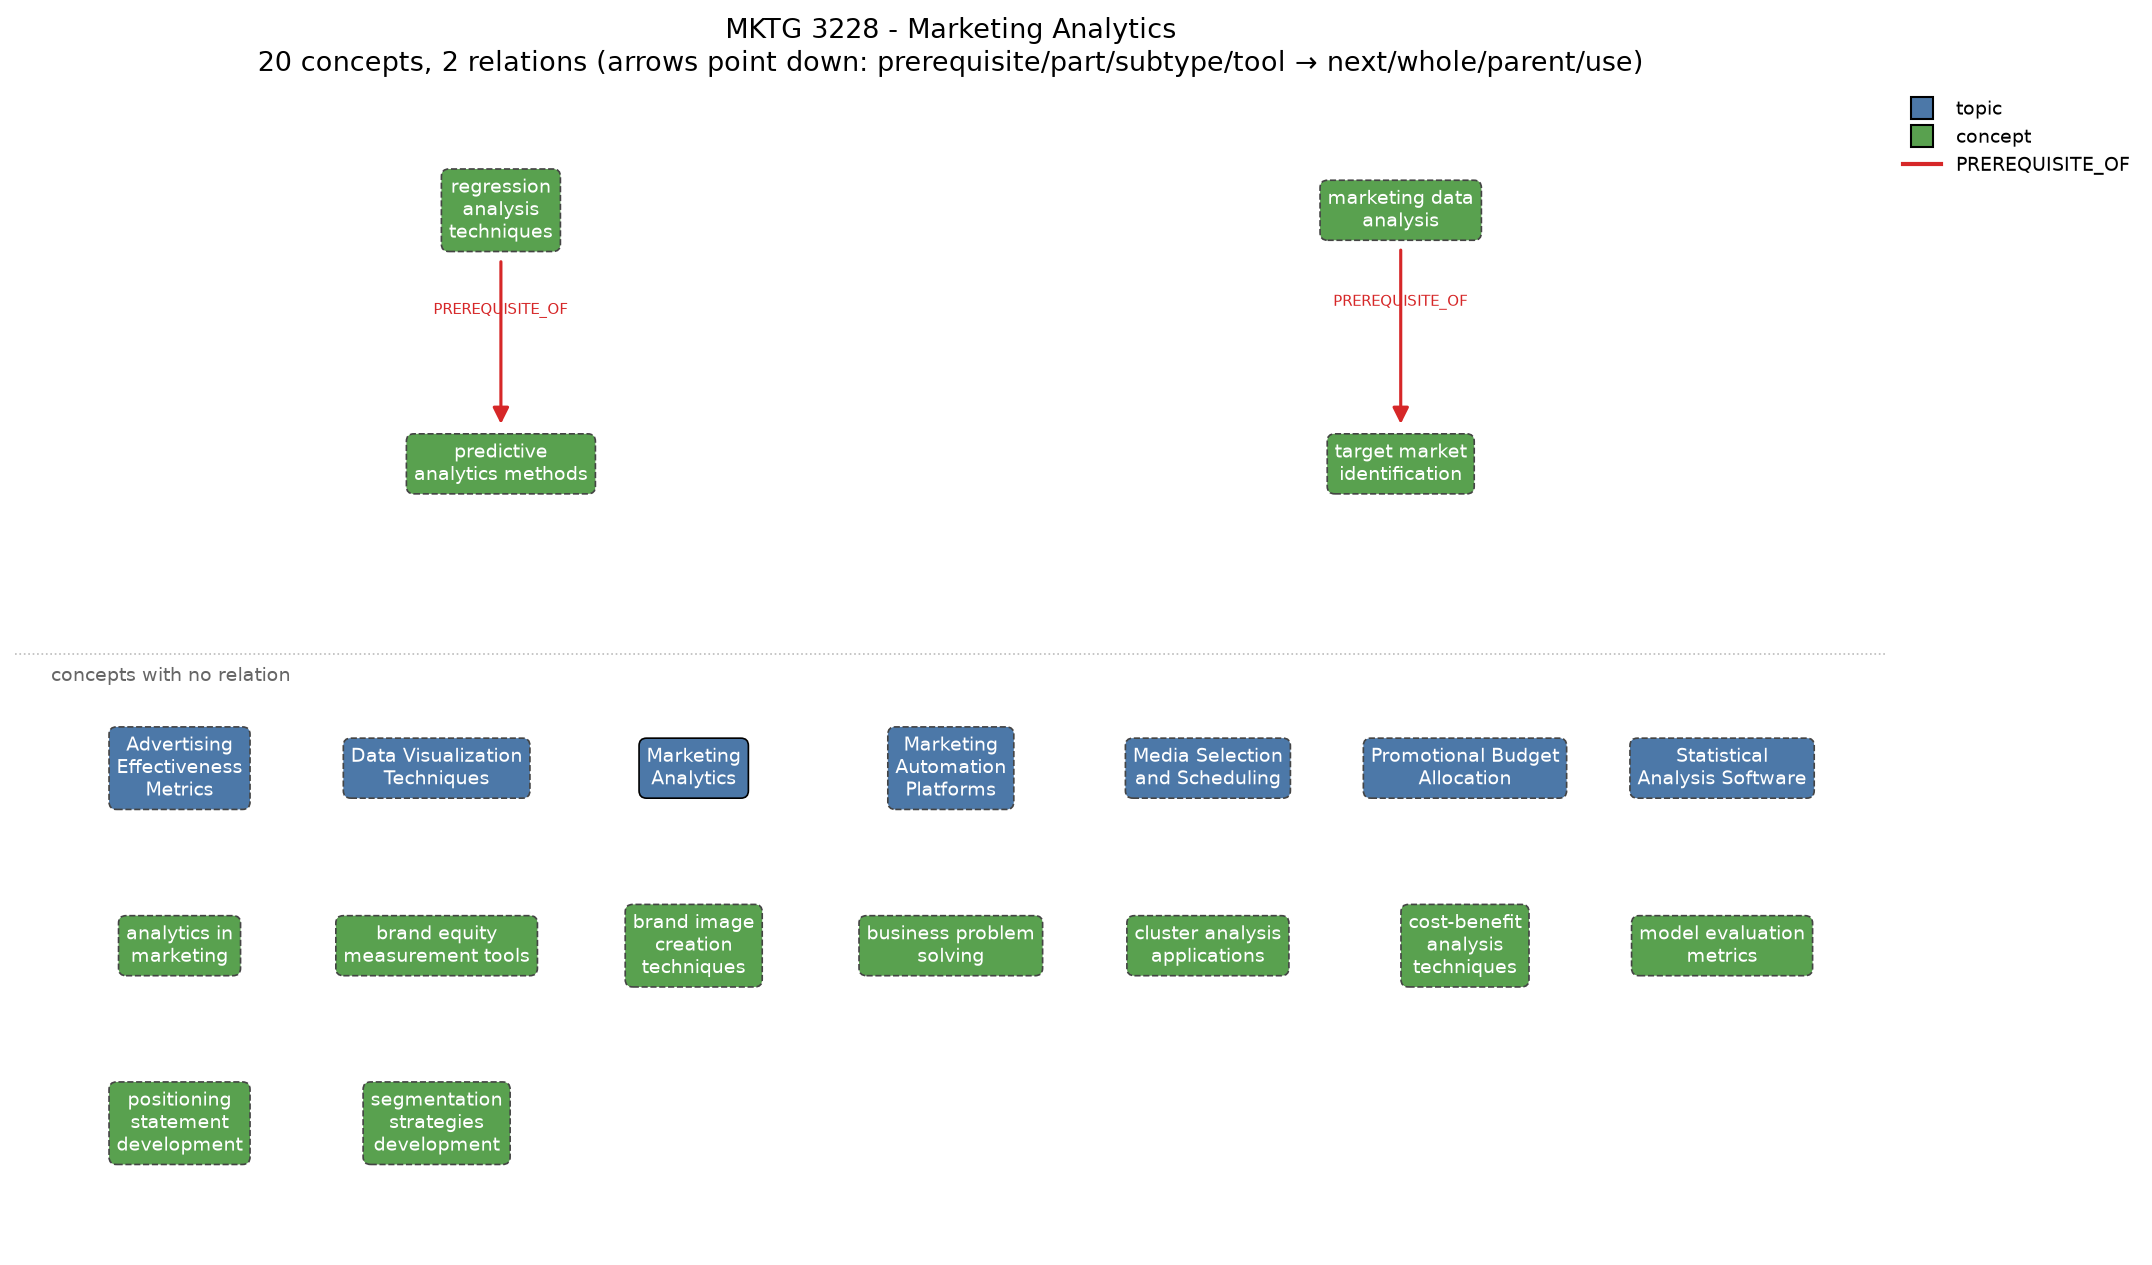 MKTG 3228 - Marketing Analytics
20 concepts, 2 relations (arrows point down: prerequisite/part/subtype/tool → next/whole/parent/use)
topic
concept
PREREQUISITE_OF
regression
analysis
techniques
marketing data
analysis
PREREQUISITE_OF
PREREQUISITE_OF
predictive
analytics methods
target market
identification
concepts with no relation
Advertising
Effectiveness
Metrics
Data Visualization
Techniques
Marketing
Analytics
Marketing
Automation
Platforms
Media Selection
and Scheduling
Promotional Budget
Allocation
Statistical
Analysis Software
analytics in
marketing
brand equity
measurement tools
brand image
creation
techniques
business problem
solving
cluster analysis
applications
cost-benefit
analysis
techniques
model evaluation
metrics
positioning
statement
development
segmentation
strategies
development